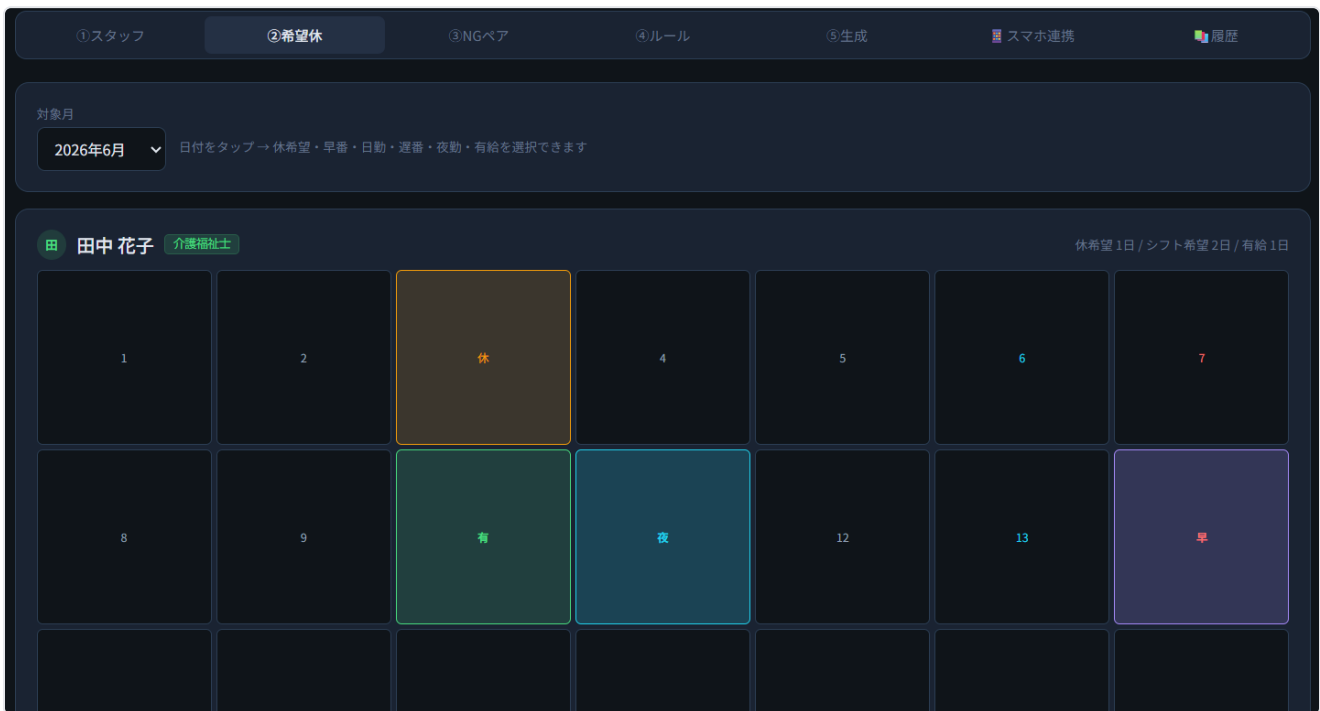 ①スタッフ ②希望休 ③NGペア ④ルール ⑤生成 スマホ連携 履歴
対象月
2026年6月 日付をタップ → 休希望・早番・日勤・遅番・夜勤・有給を選択できます
田 田中 花子 介護福祉士 休希望 1日 / シフト希望 2日 / 有給 1日
1 2 休 4 5 6 7
8 9 有 夜 12 13 早